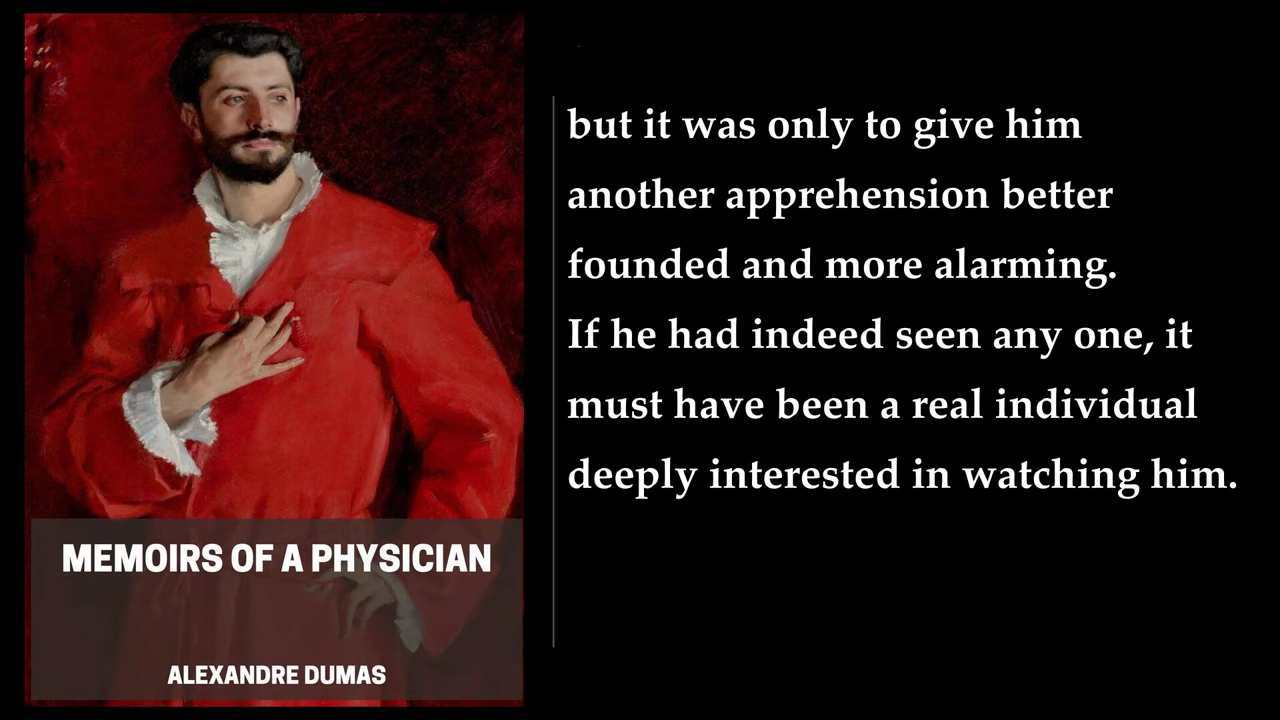 but it was only to give him
another apprehension better
founded and more alarming.
If he had indeed seen any one, it
must have been a real individual
deeply interested in watching him.
MEMOIRS OF A PHYSICIAN
ALEXANDRE DUMAS